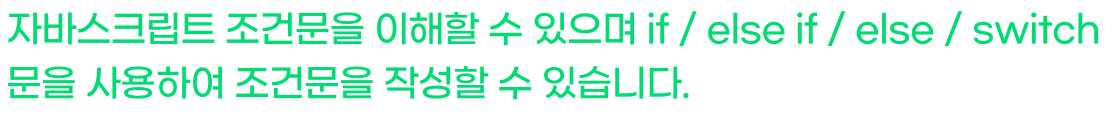 자바스크립트 조건문을 이해할 수 있으며 if / else if / else / switch
문을 사용하여 조건문을 작성할 수 있습니다.